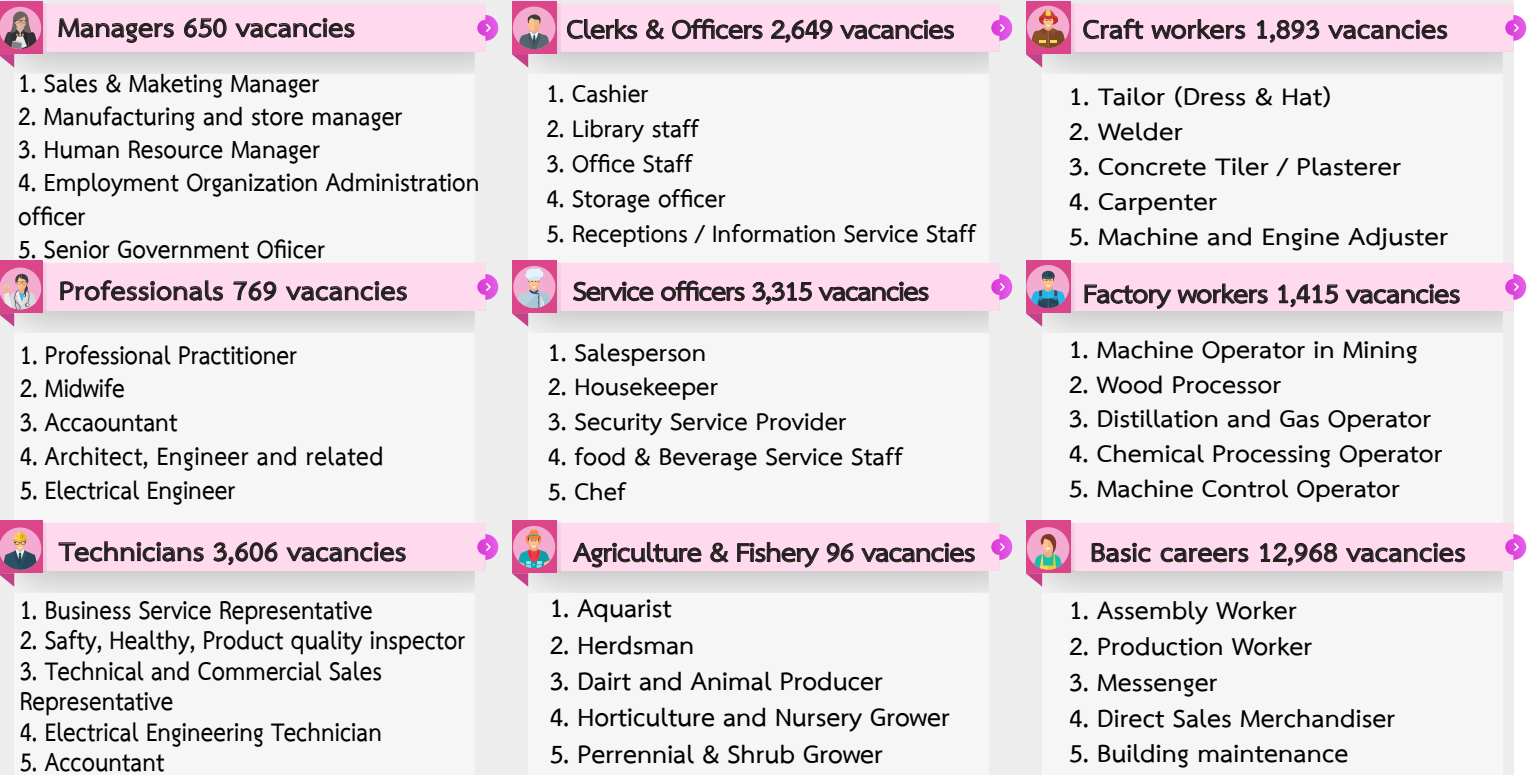 Managers 650 vacancies
1. Sales & Maketing Manager
2. Manufacturing and store manager
3. Human Resource Manager
4. Employment Organization Administration
officer
5. Senior Government Oficer
Clerks & Officers 2,649 vacancies
1. Cashier
2. Library staff
3. Office Staff
4. Storage officer
5. Receptions / Information Service Staff
Craft workers 1,893 vacancies
1. Tailor (Dress & Hat)
2. Welder
3. Concrete Tiler / Plasterer
4. Carpenter
5. Machine and Engine Adjuster
Professionals 769 vacancies
1. Professional Practitioner
2. Midwife
3. Accaountant
4. Architect, Engineer and related
5. Electrical Engineer
Service officers 3,315 vacancies
1. Salesperson
2. Housekeeper
3. Security Service Provider
4. food & Beverage Service Staff
5. Chef
Factory workers 1,415 vacancies
1. Machine Operator in Mining
2. Wood Processor
3. Distillation and Gas Operator
4. Chemical Processing Operator
5. Machine Control Operator
Technicians 3,606 vacancies
1. Business Service Representative
2. Safty, Healthy, Product quality inspector
3. Technical and Commercial Sales
Representative
4. Electrical Engineering Technician
5. Accountant
Agriculture & Fishery 96 vacancies
1. Aquarist
2. Herdsman
3. Dairt and Animal Producer
4. Horticulture and Nursery Grower
5. Perrennial & Shrub Grower
Basic careers 12,968 vacancies
1. Assembly Worker
2. Production Worker
3. Messenger
4. Direct Sales Merchandiser
5. Building maintenance